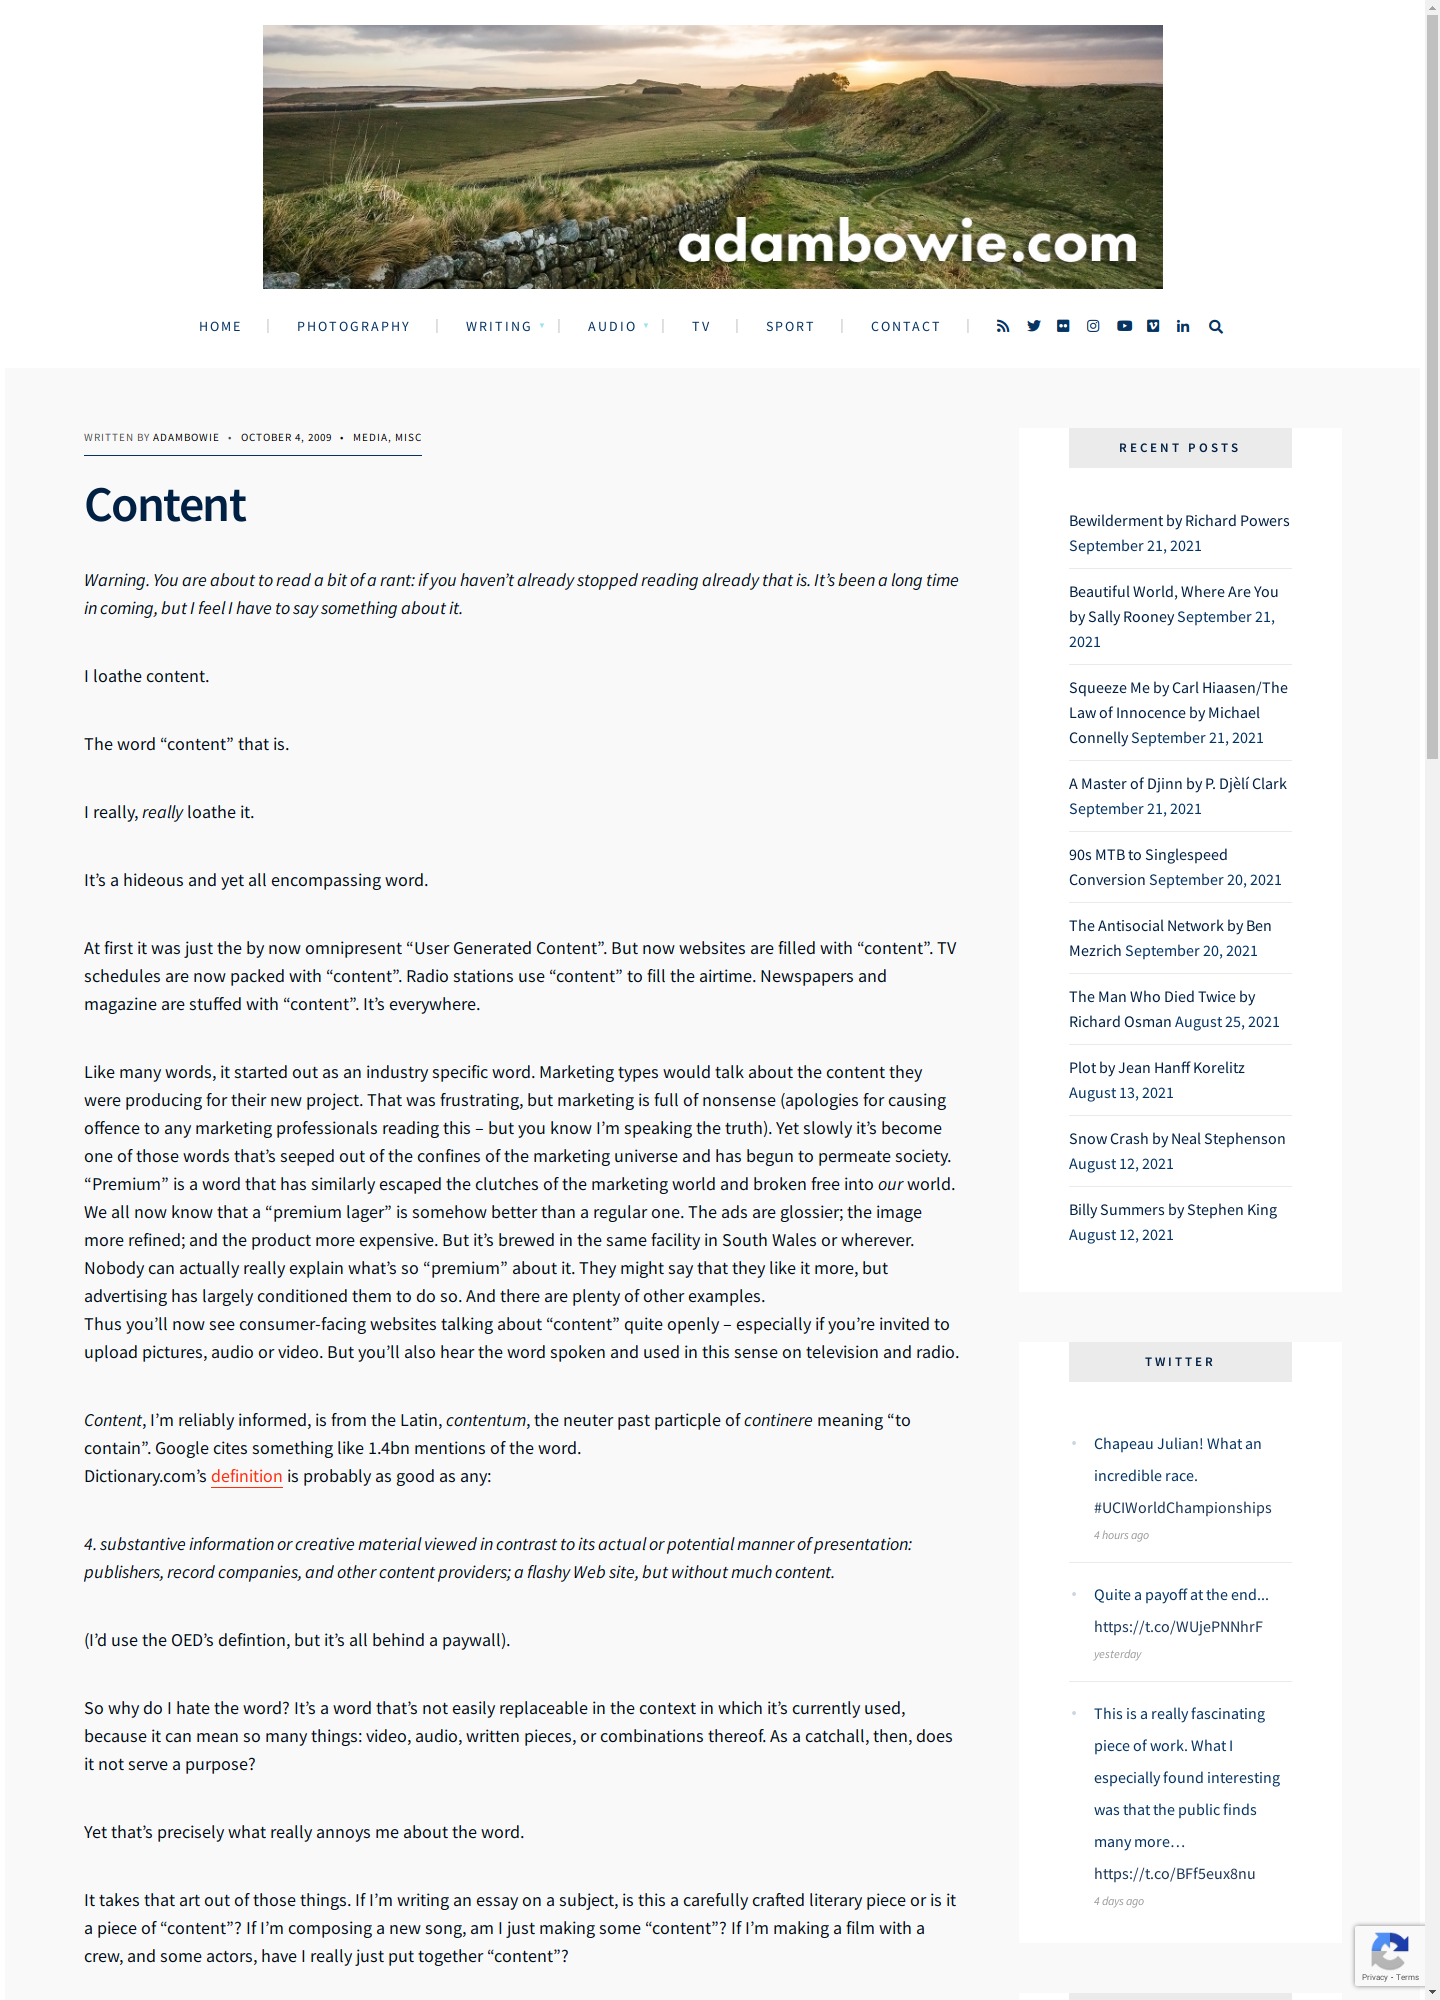 adambowie.com
HOME
PHOTOGRAPHY
WRITING
AUDIO
TV
SPORT
CONTACT
WRITTEN BY ADAMBOWIE • OCTOBER 4, 2009 • MEDIA, MISC
Content
Warning. You are about to read a bit of a rant: if you haven’t already stopped reading already that is. It’s been a long time
in coming, but I feel I have to say something about it.
I loathe content.
The word “content” that is.
I really, really loathe it.
It’s a hideous and yet all encompassing word.
At first it was just the by now omnipresent “User Generated Content”. But now websites are filled with “content”. TV
schedules are now packed with “content”. Radio stations use “content” to fill the airtime. Newspapers and
magazine are stuffed with “content”. It’s everywhere.
Like many words, it started out as an industry specific word. Marketing types would talk about the content they
were producing for their new project. That was frustrating, but marketing is full of nonsense (apologies for causing
offence to any marketing professionals reading this – but you know I’m speaking the truth). Yet slowly it’s become
one of those words that’s seeped out of the confines of the marketing universe and has begun to permeate society.
“Premium” is a word that has similarly escaped the clutches of the marketing world and broken free into our world.
We all now know that a “premium lager” is somehow better than a regular one. The ads are glossier; the image
more refined; and the product more expensive. But it’s brewed in the same facility in South Wales or wherever.
Nobody can actually really explain what’s so “premium” about it. They might say that they like it more, but
advertising has largely conditioned them to do so. And there are plenty of other examples.
Thus you’ll now see consumer-facing websites talking about “content” quite openly – especially if you’re invited to
upload pictures, audio or video. But you’ll also hear the word spoken and used in this sense on television and radio.
Content, I’m reliably informed, is from the Latin, contentum, the neuter past particple of continere meaning “to
contain”. Google cites something like 1.4bn mentions of the word.
Dictionary.com’s definition is probably as good as any:
4. substantive information or creative material viewed in contrast to its actual or potential manner of presentation:
publishers, record companies, and other content providers; a flashy Web site, but without much content.
(I’d use the OED’s defintion, but it’s all behind a paywall).
So why do I hate the word? It’s a word that’s not easily replaceable in the context in which it’s currently used,
because it can mean so many things: video, audio, written pieces, or combinations thereof. As a catchall, then, does
it not serve a purpose?
Yet that’s precisely what really annoys me about the word.
It takes that art out of those things. If I’m writing an essay on a subject, is this a carefully crafted literary piece or is it
a piece of “content”? If I’m composing a new song, am I just making some “content”? If I’m making a film with a
crew, and some actors, have I really just put together “content”?
RECENT POSTS
Bewilderment by Richard Powers
September 21, 2021
Beautiful World, Where Are You
by Sally Rooney September 21,
2021
Squeeze Me by Carl Hiaasen/The
Law of Innocence by Michael
Connelly September 21, 2021
A Master of Djinn by P. Djèlí Clark
September 21, 2021
90s MTB to Singlespeed
Conversion September 20, 2021
The Antisocial Network by Ben
Mezrich September 20, 2021
The Man Who Died Twice by
Richard Osman August 25, 2021
Plot by Jean Hanff Korelitz
August 13, 2021
Snow Crash by Neal Stephenson
August 12, 2021
Billy Summers by Stephen King
August 12, 2021
TWITTER
Chapeau Julian! What an
incredible race.
#UCIWorldChampionships
4 hours ago
Quite a payoff at the end...
https://t.co/WUjePNNhrF
yesterday
This is a really fascinating
piece of work. What I
especially found interesting
was that the public finds
many more…
https://t.co/BFf5eux8nu
4 days ago
Privacy - Terms